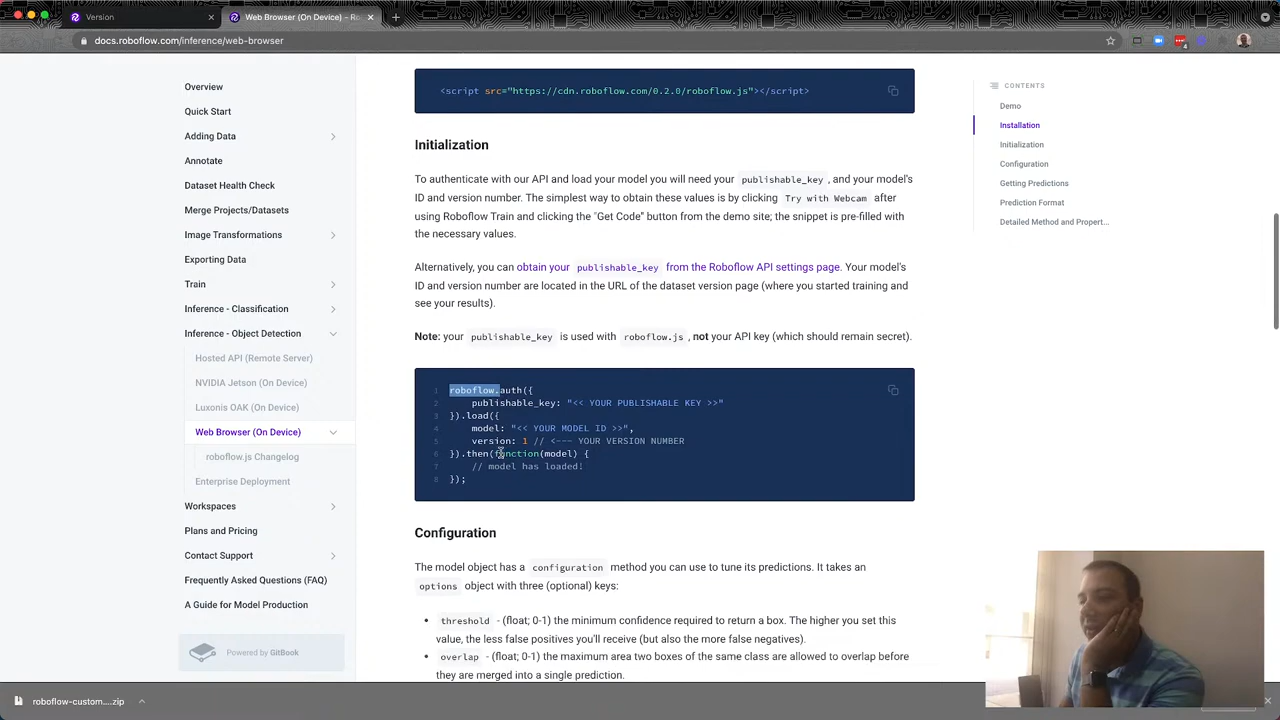 Version
Web Browser (On Device) - Ro
docs.roboflow.com/inference/web-browser
4
Overview
Quick Start
Adding Data
Annotate
Dataset Health Check
Merge Projects/Datasets
Image Transformations
Exporting Data
Train
Inference - Classification
Inference - Object Detection
Hosted API (Remote Server)
NVIDIA Jetson (On Device)
Luxonis OAK (On Device)
Web Browser (On Device)
roboflow.js Changelog
Enterprise Deployment
Workspaces
Plans and Pricing
Contact Support
Frequently Asked Questions (FAQ)
A Guide for Model Production
Powered by GitBook
<script src="https://cdn.roboflow.com/0.2.0/roboflow.js"></script>
Initialization
To authenticate with our API and load your model you will need your publishable_key , and your model's
ID and version number. The simplest way to obtain these values is by clicking Try with Webcam after
using Roboflow Train and clicking the "Get Code" button from the demo site; the snippet is pre-filled with
the necessary values.
Alternatively, you can obtain your publishable_key from the Roboflow API settings page. Your model's
ID and version number are located in the URL of the dataset version page (where you started training and
see your results).
Note: your publishable_key is used with roboflow.js , not your API key (which should remain secret).
1 roboflow.auth({
2 publishable_key: "<< YOUR PUBLISHABLE KEY >>"
3 }).load({
4 model: "<< YOUR MODEL ID >>",
5 version: 1 // <--- YOUR VERSION NUMBER
6 }).then(function(model) {
7 // model has loaded!
8 });
Configuration
The model object has a configuration method you can use to tune its predictions. It takes an
options object with three (optional) keys:
• threshold - (float; 0-1) the minimum confidence required to return a box. The higher you set this
value, the less false positives you'll receive (but also the more false negatives).
• overlap - (float; 0-1) the maximum area two boxes of the same class are allowed to overlap before
they are merged into a single prediction.
CONTENTS
Demo
Installation
Initialization
Configuration
Getting Predictions
Prediction Format
Detailed Method and Propert...
roboflow-custom....zip